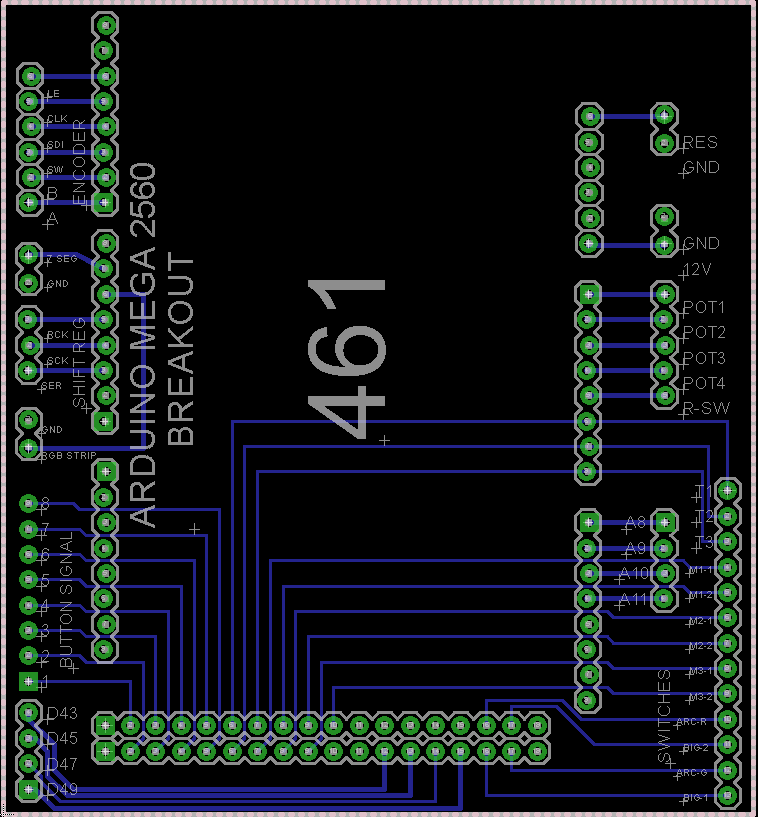 LE
CLK
SDI
SW
B
A
ENCODER
7 SEG
GND
RCK
SCK
SER
SHIFT REG
GND
RGB STRIP
ARDUINO MEGA 2560
BREAKOUT
461
RES
GND
GND
12V
POT1
POT2
POT3
POT4
R-SW
8
7
6
5
4
3
2
1
BUTTON SIGNAL
D43
D45
D47
D49
A8
A9
A10
A11
T1
T2
T3
M1-1
M1-2
M2-1
M2-2
M3-1
M3-2
ARC-R
BIG-2
ARC-G
BIG-1
SWITCHES